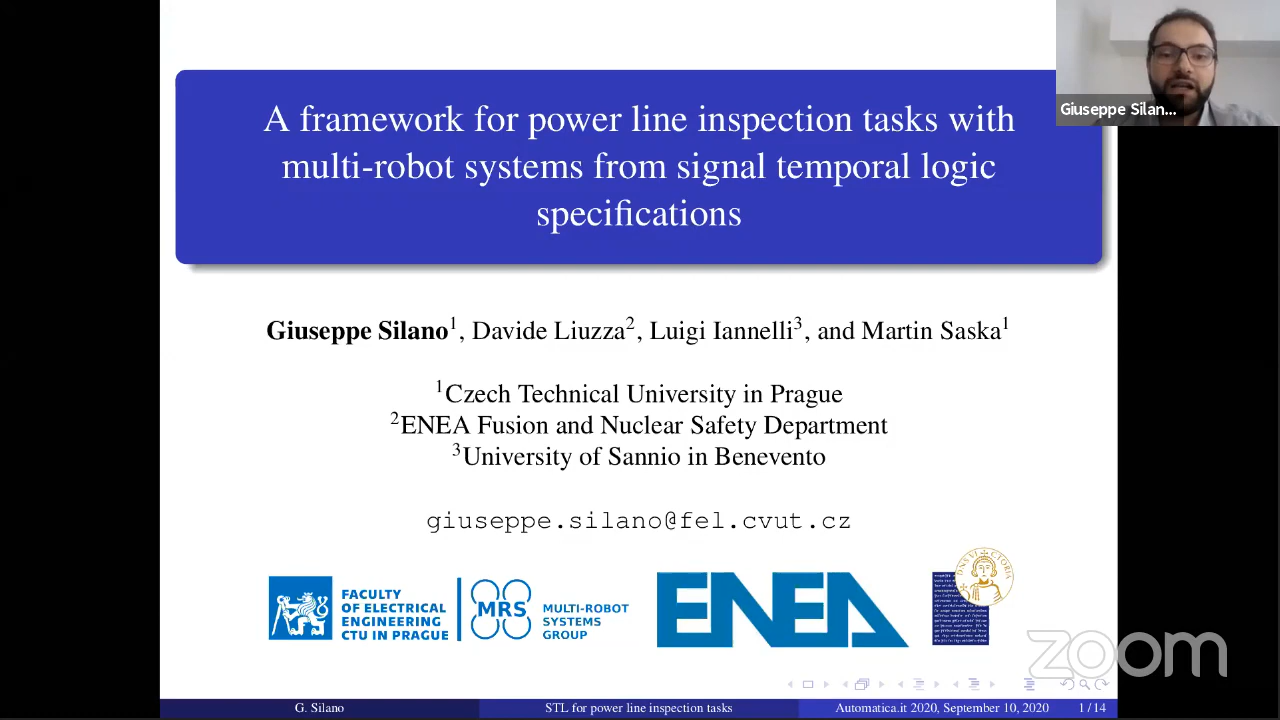 A framework for power line inspection tasks with
multi-robot systems from signal temporal logic
specifications
Giuseppe Silan...
Giuseppe Silano¹, Davide Liuzza², Luigi Iannelli³, and Martin Saska¹
¹Czech Technical University in Prague
²ENEA Fusion and Nuclear Safety Department
³University of Sannio in Benevento
giuseppe.silano@fel.cvut.cz
FACULTY
OF ELECTRICAL
ENGINEERING
CTU IN PRAGUE
MRS
MULTI-ROBOT
SYSTEMS
GROUP
ENEA
zoom
G. Silano
STL for power line inspection tasks
Automatica.it 2020, September 10, 2020
1 / 14